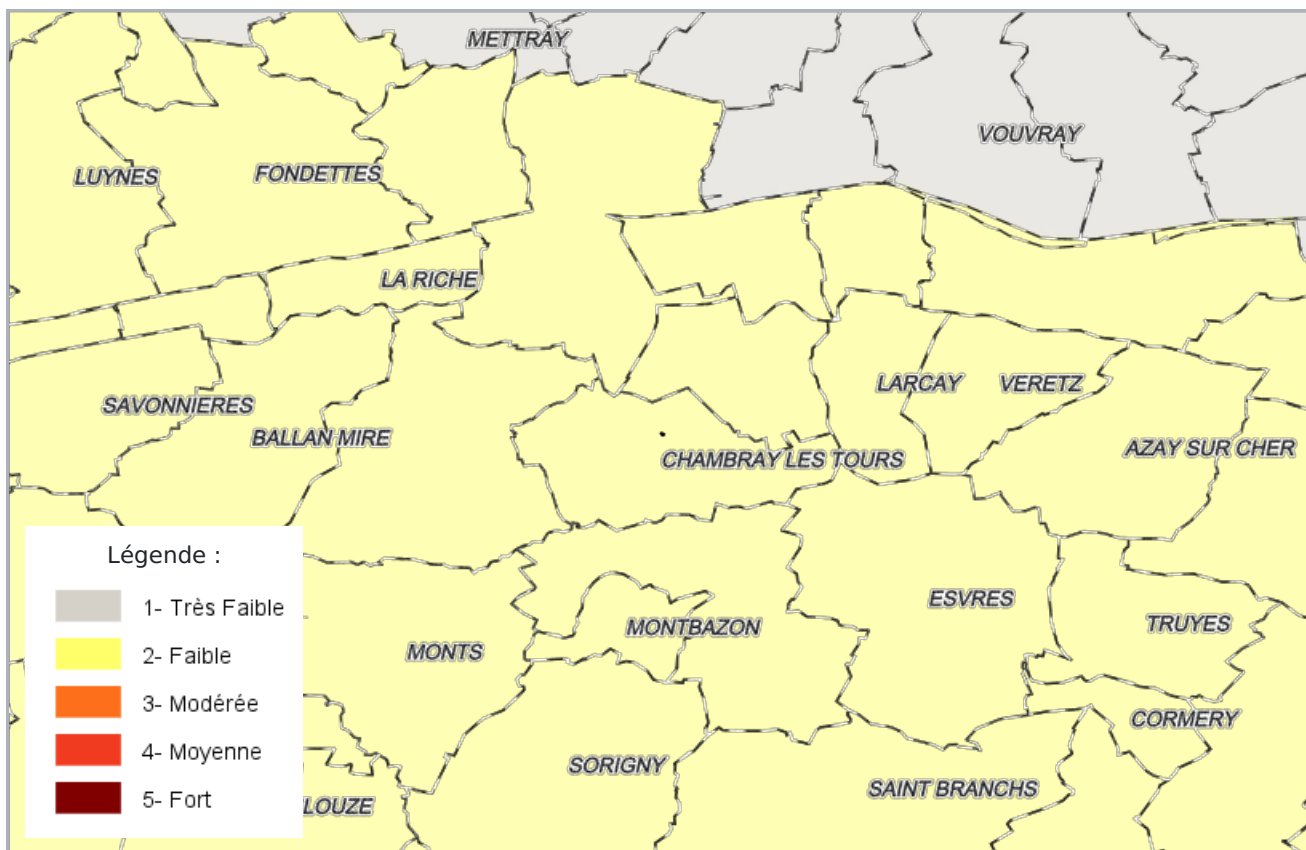 METTRAY
VOUVRAY
LUYNES
FONDETTES
LA RICHE
SAVONNIERES
BALLAN MIRE
LARCAY
VERETZ
CHAMBRAY LES TOURS
AZAY SUR CHER
Légende :
1- Très Faible
2- Faible
3- Modérée
4- Moyenne
5- Fort
MONTS
MONTBAZON
ESVRES
TRUYES
CORMERY
SORIGNY
SAINT BRANCHS
LOUZE